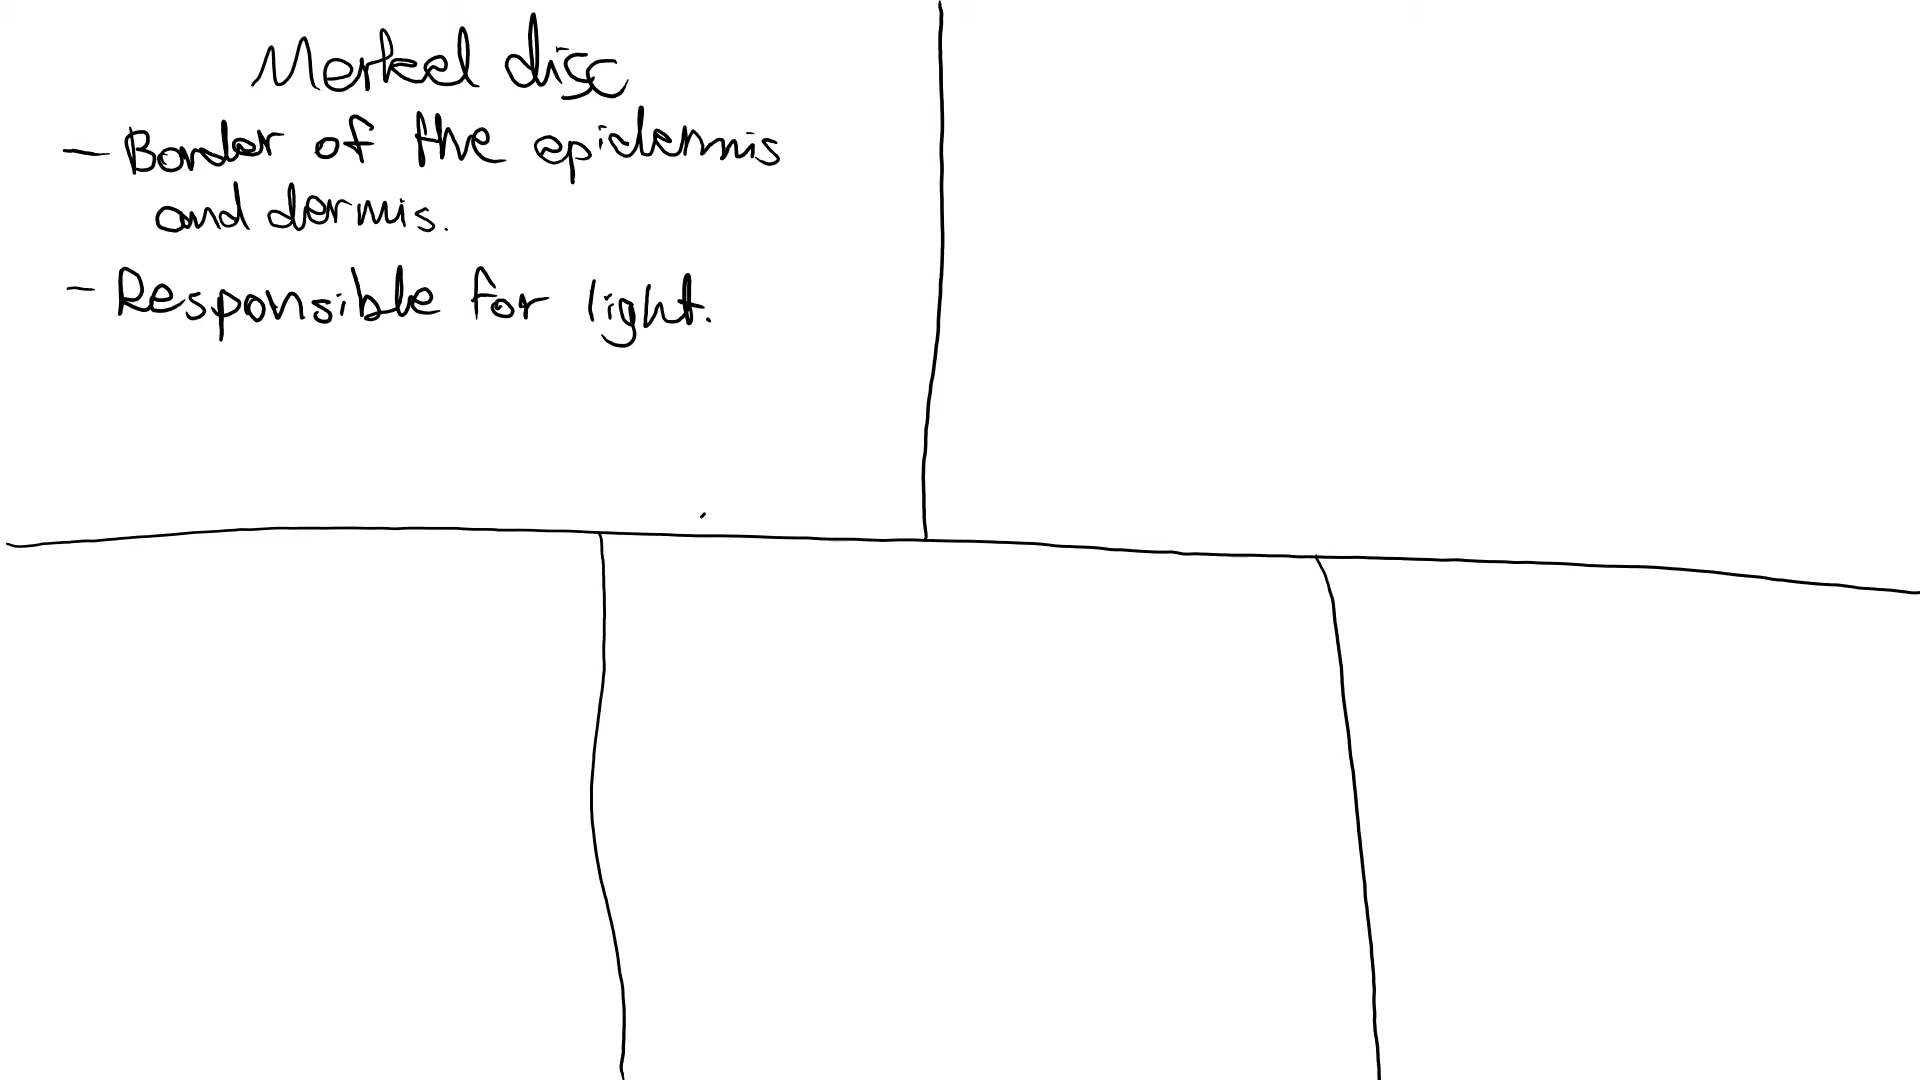 Merkel disc
- Border of the epidermis
and dermis.
- Responsible for light.